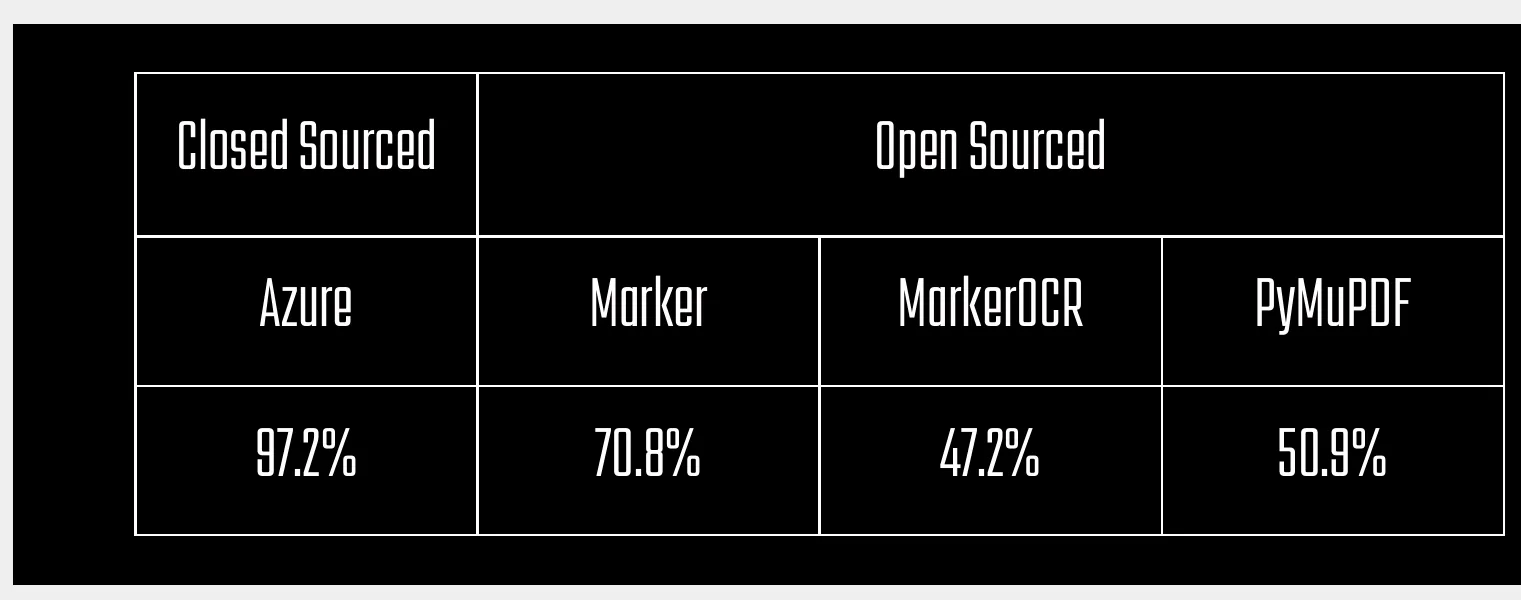 Closed Sourced Open Sourced
Azure Marker MarkerOCR PyMuPDF
97.2% 70.8% 47.2% 50.9%